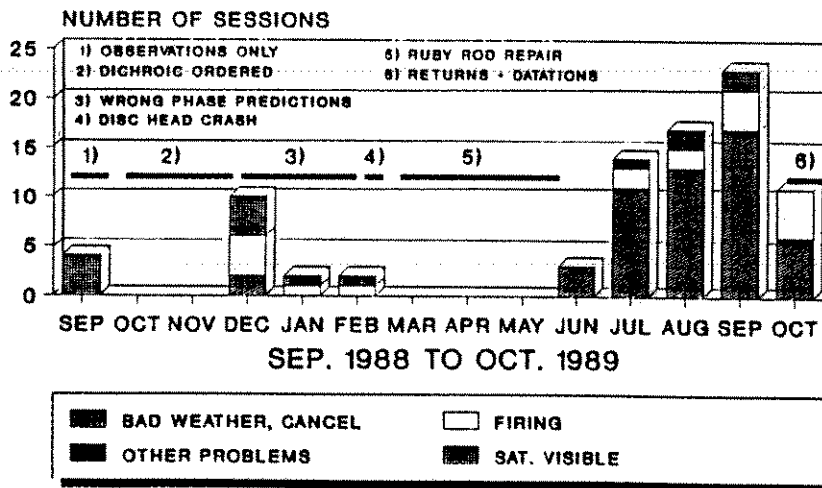 NUMBER OF SESSIONS
25
20
15
10
5
0
1) OBSERVATIONS ONLY
2) DICHROIC ORDERED
3) WRONG PHASE PREDICTIONS
4) DISC HEAD CRASH
5) RUBY ROD REPAIR
6) RETURNS + DATATIONS
1) 2) 3) 4) 5) 6)
SEP OCT NOV DEC JAN FEB MAR APR MAY JUN JUL AUG SEP OCT
SEP. 1988 TO OCT. 1989
BAD WEATHER, CANCEL
FIRING
OTHER PROBLEMS
SAT. VISIBLE